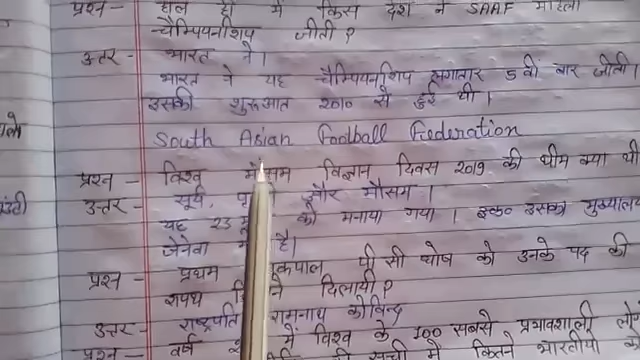 प्रश्न - हाल ही में किस देश ने SAAF महिला
चैम्पियनशिप जीती ?
उत्तर - भारत ने।
भारत ने यह चैम्पियनशिप लगातार 5वीं बार जीती।
इसकी शुरूआत 2010 से हुई थी।
South Asian Football Federation
प्रश्न - विश्व मौसम विज्ञान दिवस 2019 की थीम क्या थी
उत्तर - सूर्य, और मौसम।
यह 23 को मनाया गया। इसका मुख्यालय
जेनेवा है।
प्रश्न - प्रथम पी सी घोष को उनके पद की
शपथ दिलायी?
उत्तर - राष्ट्रपति रामनाथ कोविन्द
प्रश्न - वर्ष में विश्व के 100 सबसे प्रभावशाली
सूची में कितने भारतीयों